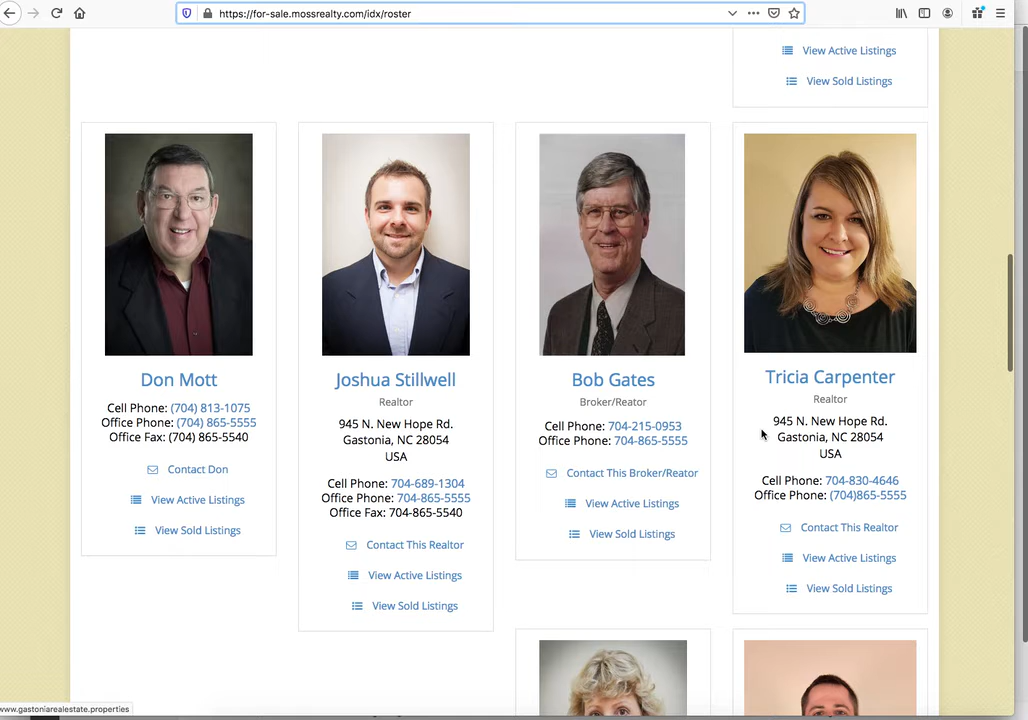 https://for-sale.mossrealty.com/idx/roster
View Active Listings
View Sold Listings
Don Mott
Cell Phone: (704) 813-1075
Office Phone: (704) 865-5555
Office Fax: (704) 865-5540
Contact Don
View Active Listings
View Sold Listings
Joshua Stillwell
Realtor
945 N. New Hope Rd.
Gastonia, NC 28054
USA
Cell Phone: 704-689-1304
Office Phone: 704-865-5555
Office Fax: 704-865-5540
Contact This Realtor
View Active Listings
View Sold Listings
Bob Gates
Broker/Reator
Cell Phone: 704-215-0953
Office Phone: 704-865-5555
Contact This Broker/Reator
View Active Listings
View Sold Listings
Tricia Carpenter
Realtor
945 N. New Hope Rd.
Gastonia, NC 28054
USA
Cell Phone: 704-830-4646
Office Phone: (704)865-5555
Contact This Realtor
View Active Listings
View Sold Listings
www.gastoniarealestate.properties